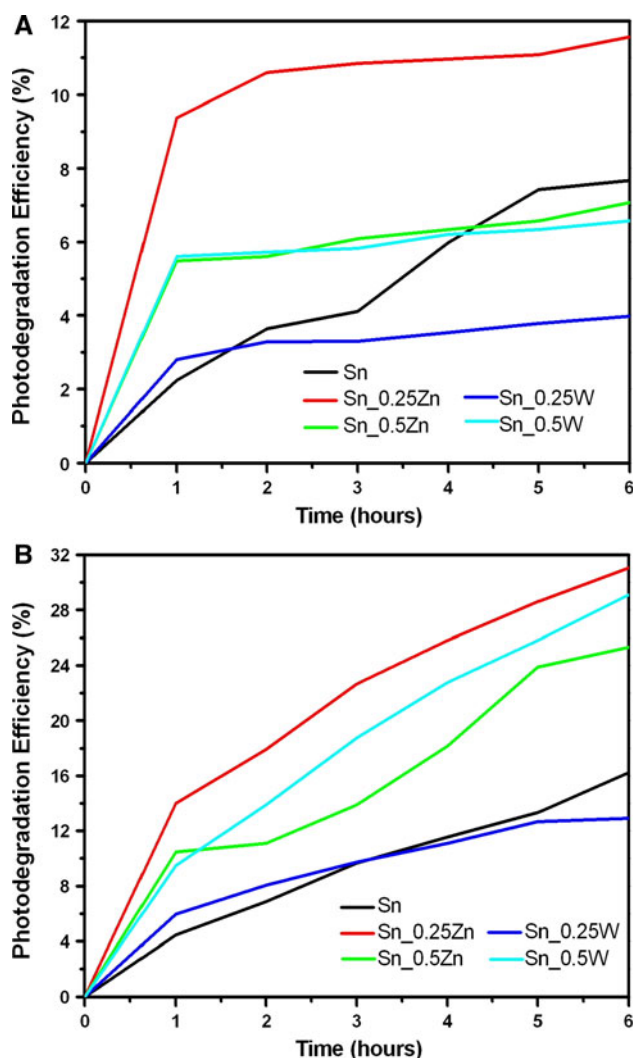 A
Photodegradation Efficiency (%)
12
10
8
6
4
2
0
Sn
Sn_0.25Zn
Sn_0.25W
Sn_0.5Zn
Sn_0.5W
0 1 2 3 4 5 6
Time (hours)
B
Photodegradation Efficiency (%)
32
28
24
20
16
12
8
4
0
Sn
Sn_0.25Zn
Sn_0.25W
Sn_0.5Zn
Sn_0.5W
0 1 2 3 4 5 6
Time (hours)